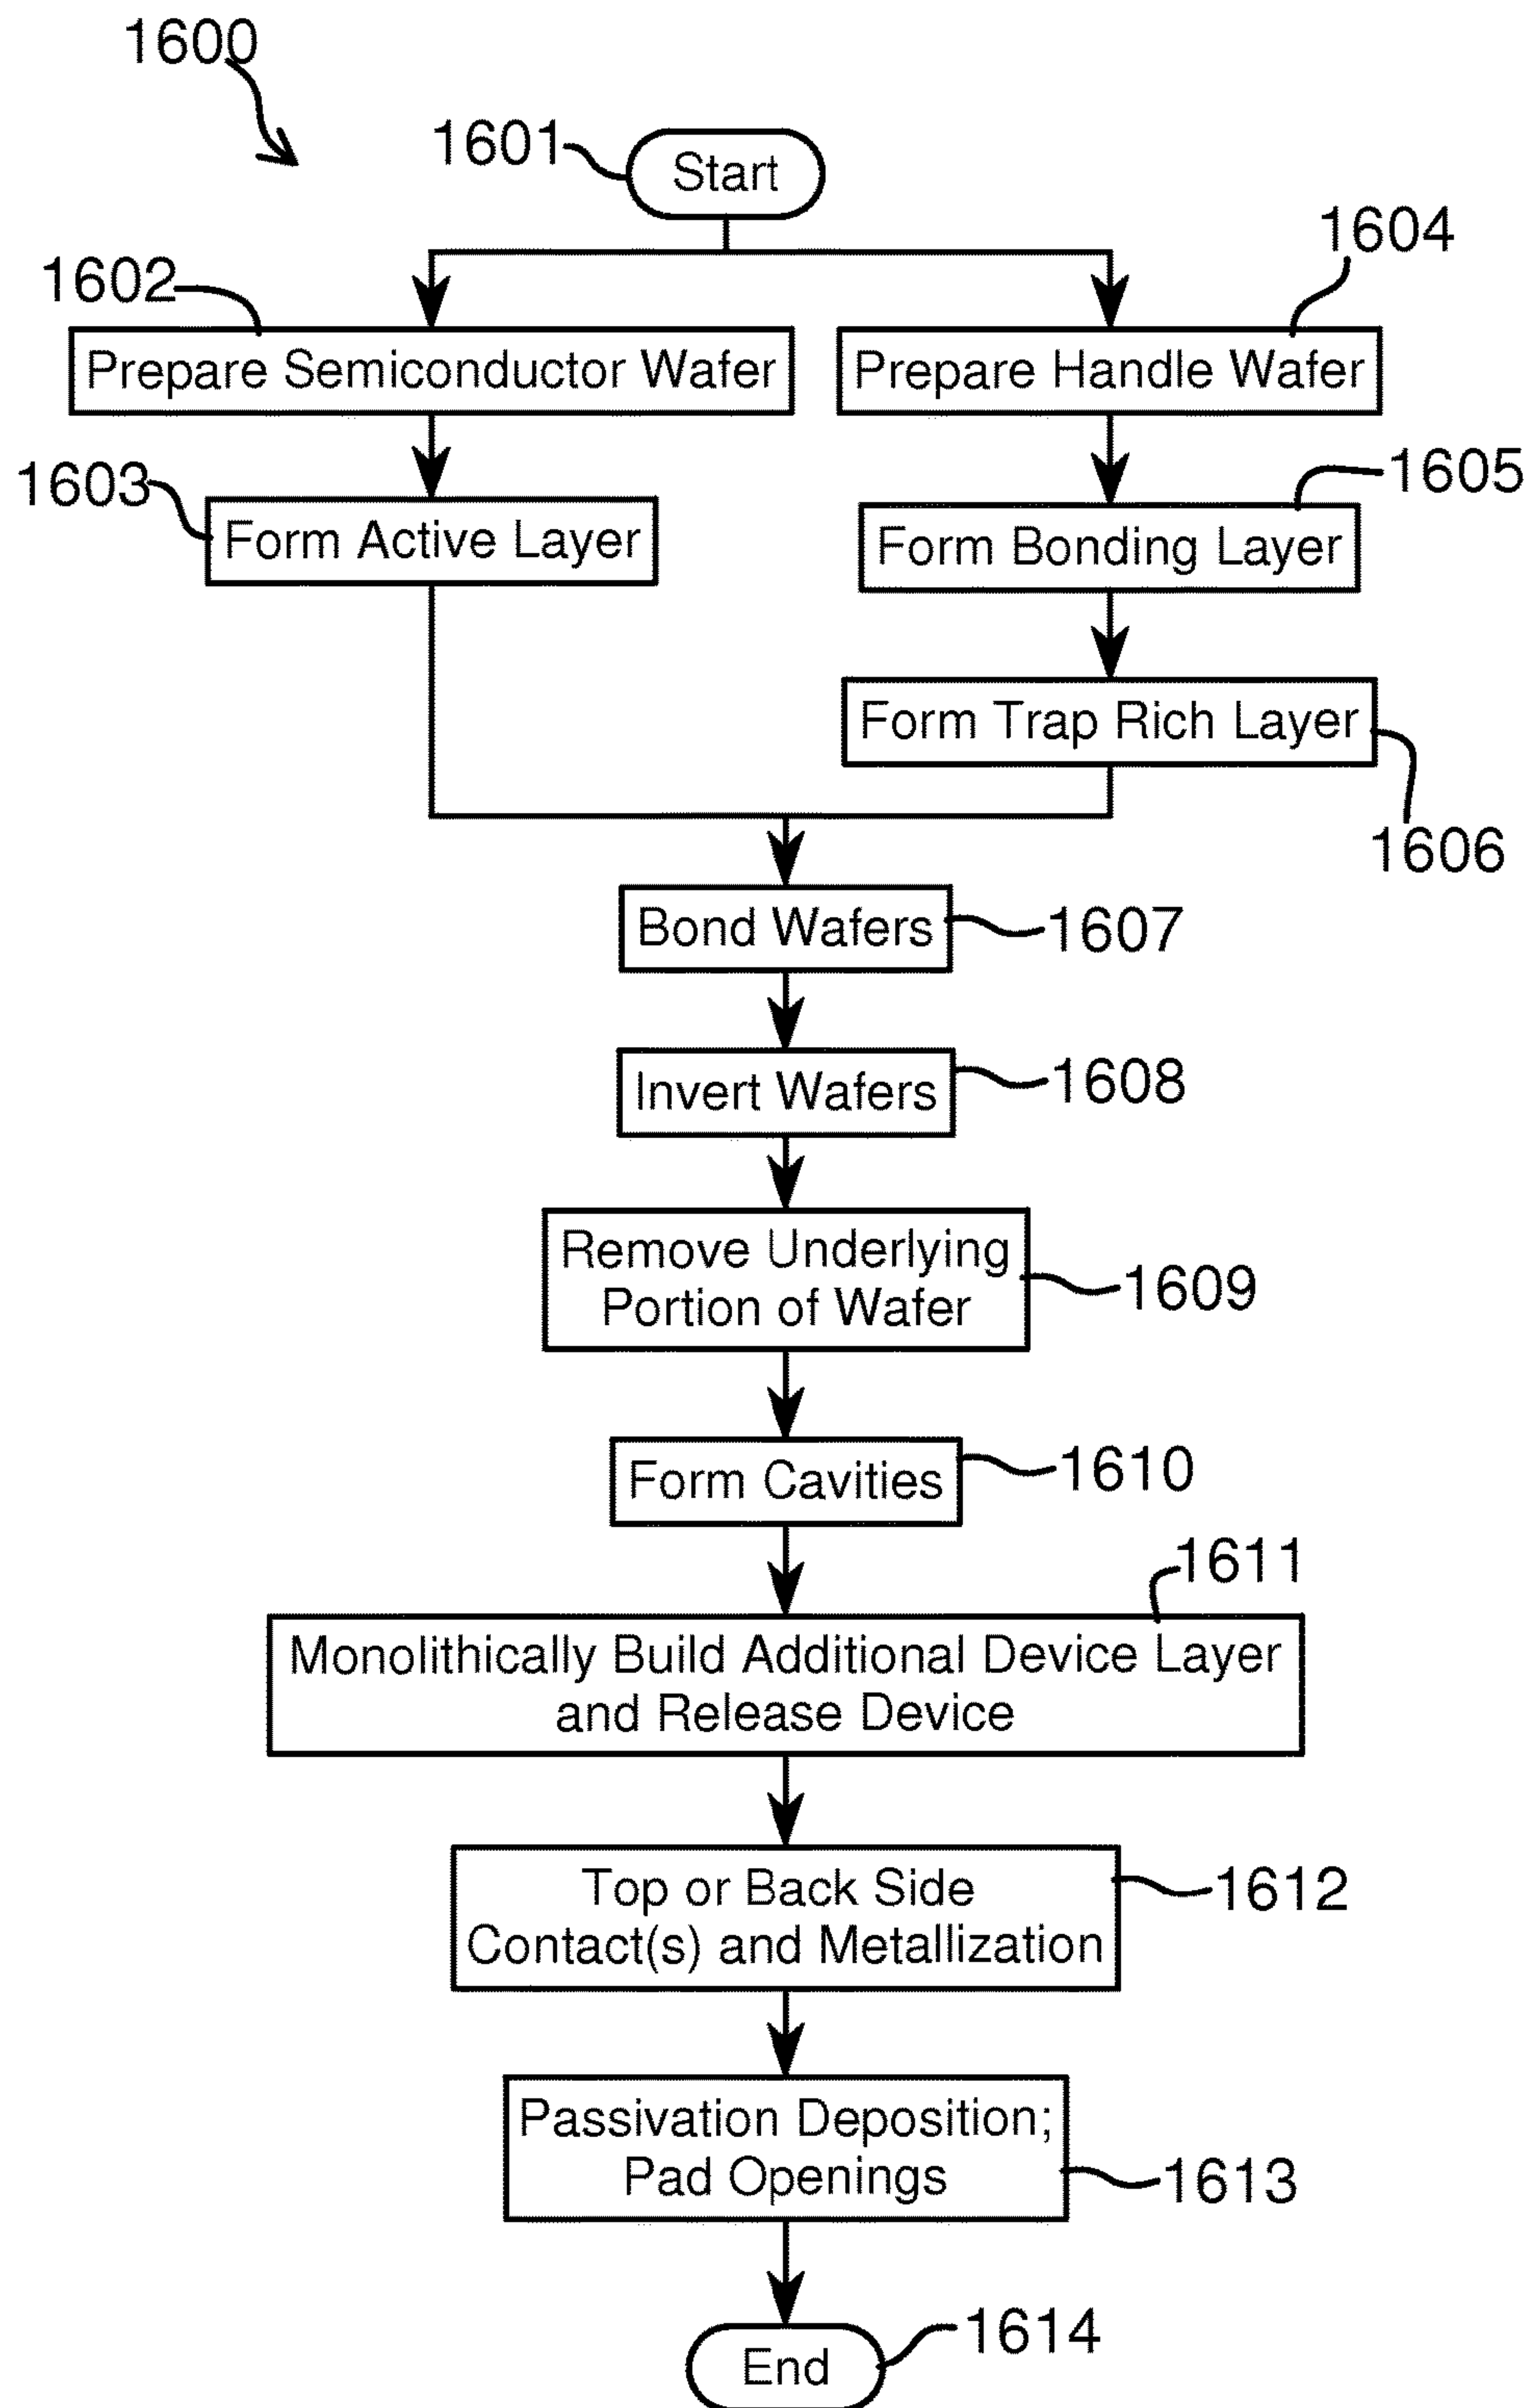 1600
1601
Start
1604
1602
Prepare Semiconductor Wafer
Prepare Handle Wafer
1603
Form Active Layer
1605
Form Bonding Layer
Form Trap Rich Layer
1606
Bond Wafers
1607
Invert Wafers
1608
Remove Underlying
Portion of Wafer
1609
Form Cavities
1610
1611
Monolithically Build Additional Device Layer
and Release Device
Top or Back Side
Contact(s) and Metallization
1612
Passivation Deposition;
Pad Openings
1613
1614
End